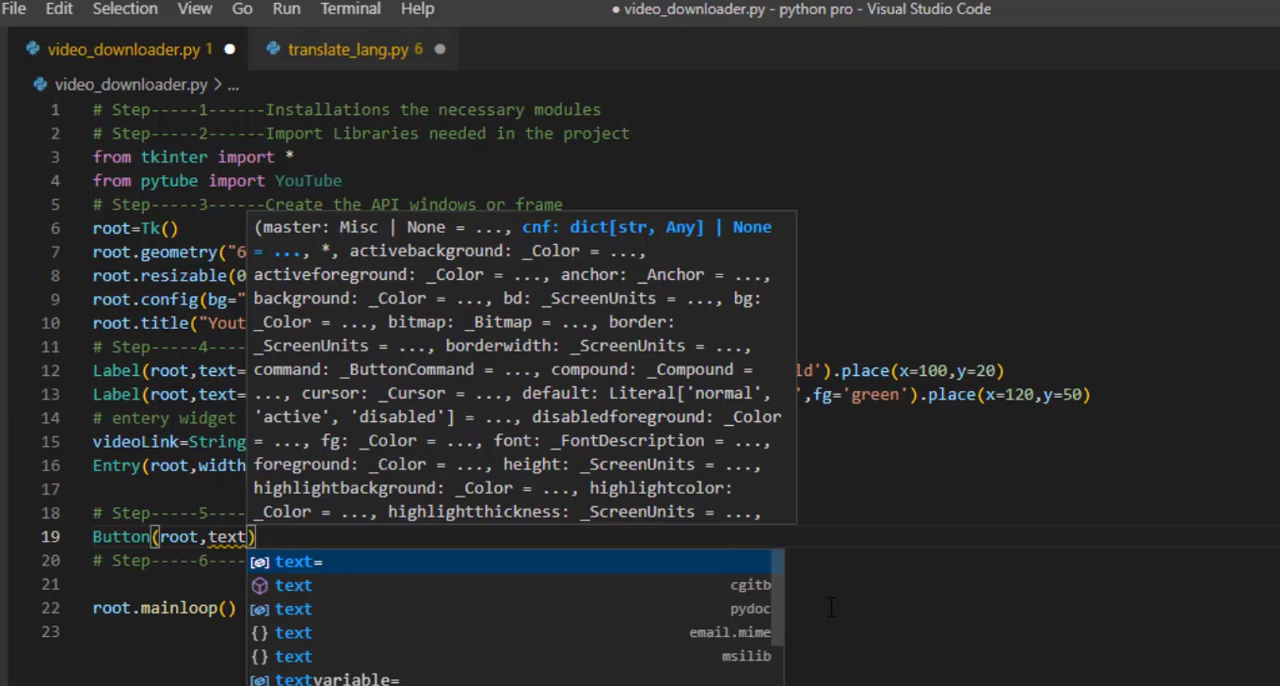 File Edit Selection View Go Run Terminal Help ● video_downloader.py - python pro - Visual Studio Code
video_downloader.py 1 ● translate_lang.py 6 ●
video_downloader.py > ...
1 # Step-----1------Installations the necessary modules
2 # Step-----2------Import Libraries needed in the project
3 from tkinter import *
4 from pytube import YouTube
5 # Step-----3------Create the API windows or frame
6 root=Tk()
7 root.geometry("6
8 root.resizable(0
9 root.config(bg="
10 root.title("Yout
11 # Step-----4----
12 Label(root,text= ld').place(x=100,y=20)
13 Label(root,text= ',fg='green').place(x=120,y=50)
14 # entery widget
15 videoLink=String
16 Entry(root,width
17
18 # Step-----5----
19 Button(root,text)
20 # Step-----6----
21
22 root.mainloop()
23
(master: Misc | None = ..., cnf: dict[str, Any] | None
= ..., *, activebackground: _Color = ...,
activeforeground: _Color = ..., anchor: _Anchor = ...,
background: _Color = ..., bd: _ScreenUnits = ..., bg:
_Color = ..., bitmap: _Bitmap = ..., border:
_ScreenUnits = ..., borderwidth: _ScreenUnits = ...,
command: _ButtonCommand = ..., compound: _Compound =
..., cursor: _Cursor = ..., default: Literal['normal',
'active', 'disabled'] = ..., disabledforeground: _Color
= ..., fg: _Color = ..., font: _FontDescription = ...,
foreground: _Color = ..., height: _ScreenUnits = ...,
highlightbackground: _Color = ..., highlightcolor:
_Color = ..., highlightthickness: _ScreenUnits = ...,
text=
text cgitb
text pydoc
{} text email.mime
{} text msilib
textvariable=